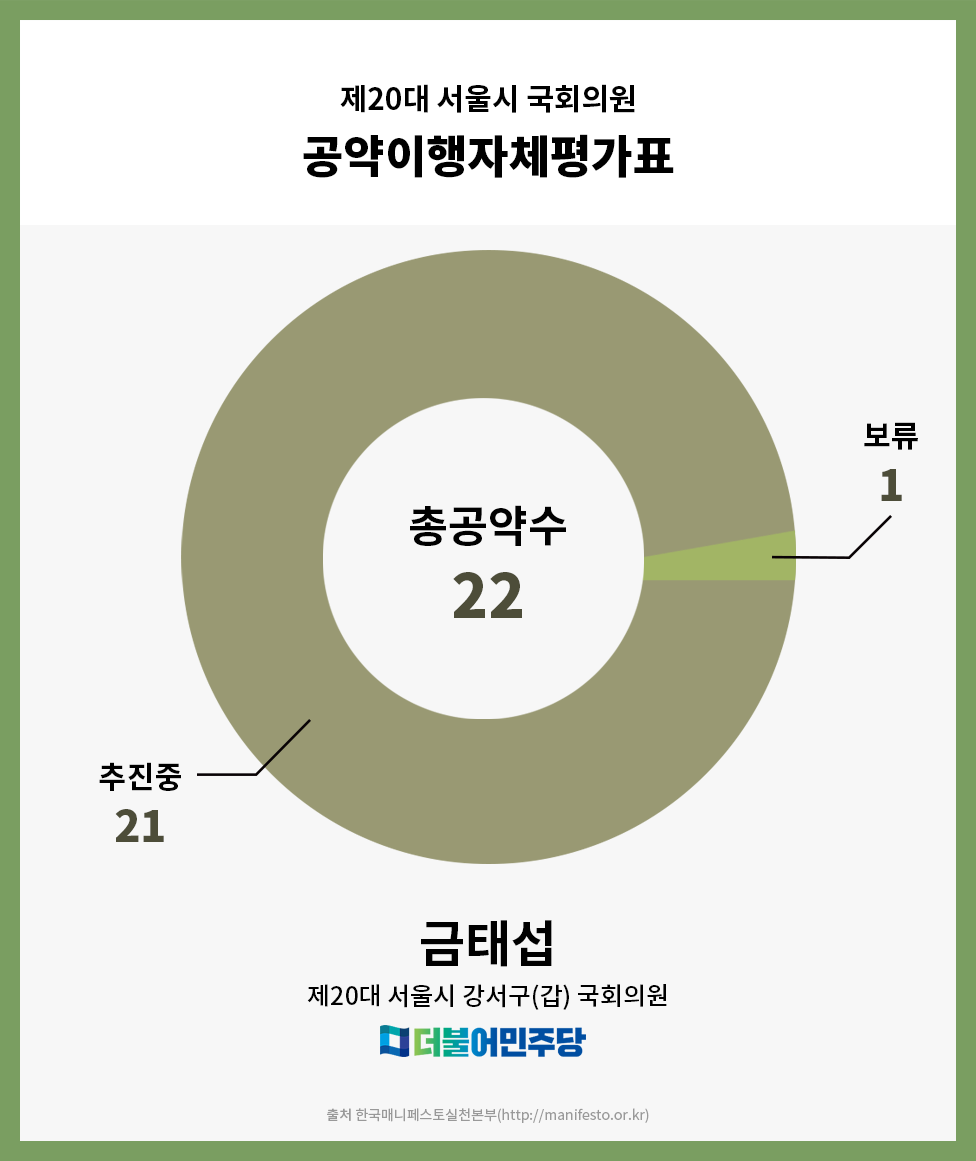 제20대 서울시 국회의원
공약이행자체평가표
보류
1
총공약수
22
추진중
21
금태섭
제20대 서울시 강서구(갑) 국회의원
더불어민주당
출처 한국매니페스토실천본부(http://manifesto.or.kr)